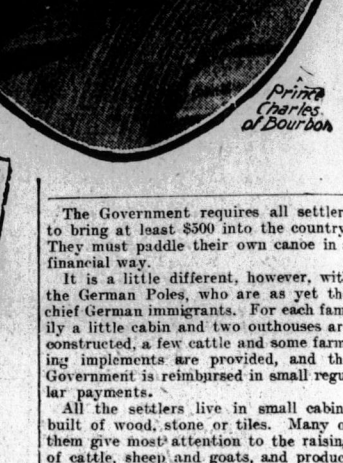 Prince
Charles
of Bourbon
The Government requires all settler
to bring at least $500 into the country
They must paddle their own canoe in
financial way.
It is a little different, however, wit
the German Poles, who are as yet th
chief German immigrants. For each fam
ily a little cabin and two outhouses ar
constructed, a few cattle and some farm
ing implements are provided, and th
Government is reimbursed in small regu
lar payments.
All the settlers live in small cabin
built of wood, stone or tiles. Many o
them give most attention to the raisin
of cattle, sheep and goats, and produc